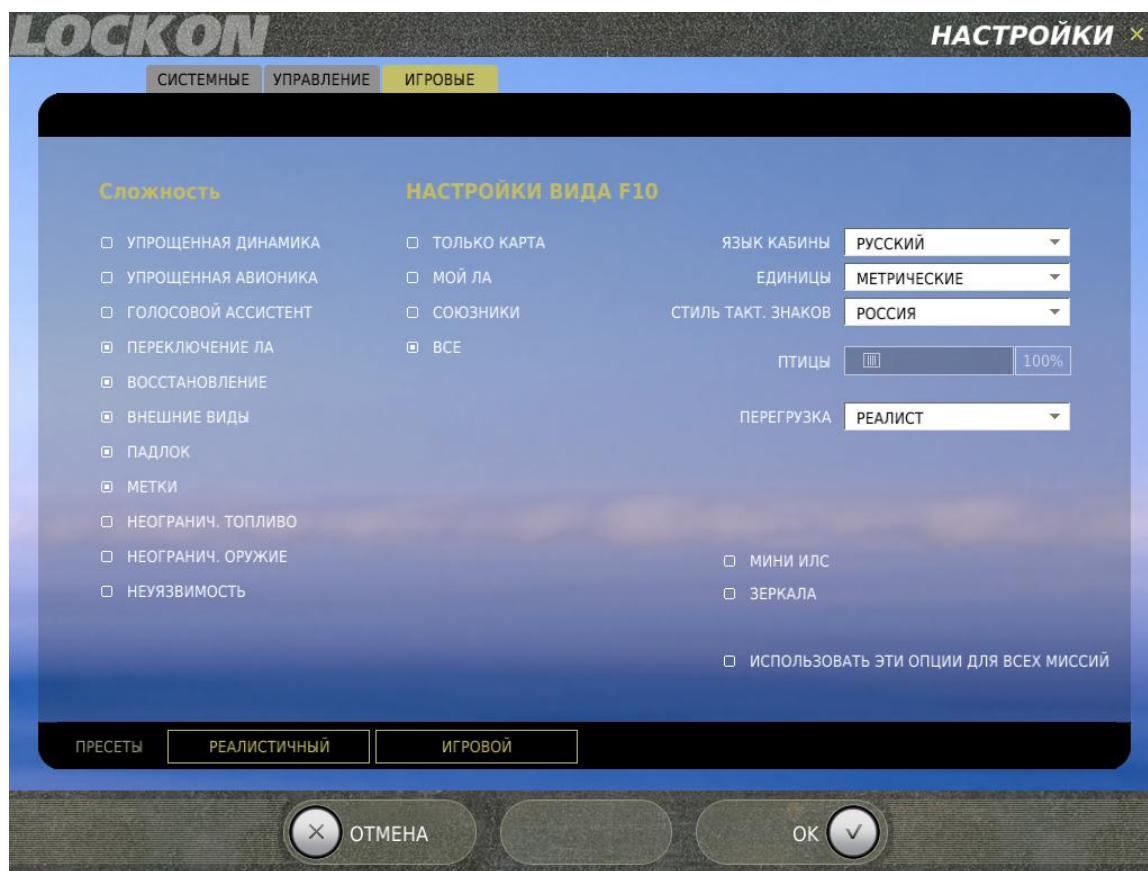 LOCKON
НАСТРОЙКИ ×
СИСТЕМНЫЕ УПРАВЛЕНИЕ ИГРОВЫЕ
Сложность
УПРОЩЕННАЯ ДИНАМИКА
УПРОЩЕННАЯ АВИОНИКА
ГОЛОСОВОЙ АССИСТЕНТ
ПЕРЕКЛЮЧЕНИЕ ЛА
ВОССТАНОВЛЕНИЕ
ВНЕШНИЕ ВИДЫ
ПАДЛОК
МЕТКИ
НЕОГРАНИЧ. ТОПЛИВО
НЕОГРАНИЧ. ОРУЖИЕ
НЕУЯЗВИМОСТЬ
НАСТРОЙКИ ВИДА F10
ТОЛЬКО КАРТА
МОЙ ЛА
СОЮЗНИКИ
ВСЕ
ЯЗЫК КАБИНЫ РУССКИЙ
ЕДИНИЦЫ МЕТРИЧЕСКИЕ
СТИЛЬ ТАКТ. ЗНАКОВ РОССИЯ
ПТИЦЫ 100%
ПЕРЕГРУЗКА РЕАЛИСТ
МИНИ ИЛС
ЗЕРКАЛА
ИСПОЛЬЗОВАТЬ ЭТИ ОПЦИИ ДЛЯ ВСЕХ МИССИЙ
ПРЕСЕТЫ РЕАЛИСТИЧНЫЙ ИГРОВОЙ
ОТМЕНА OK